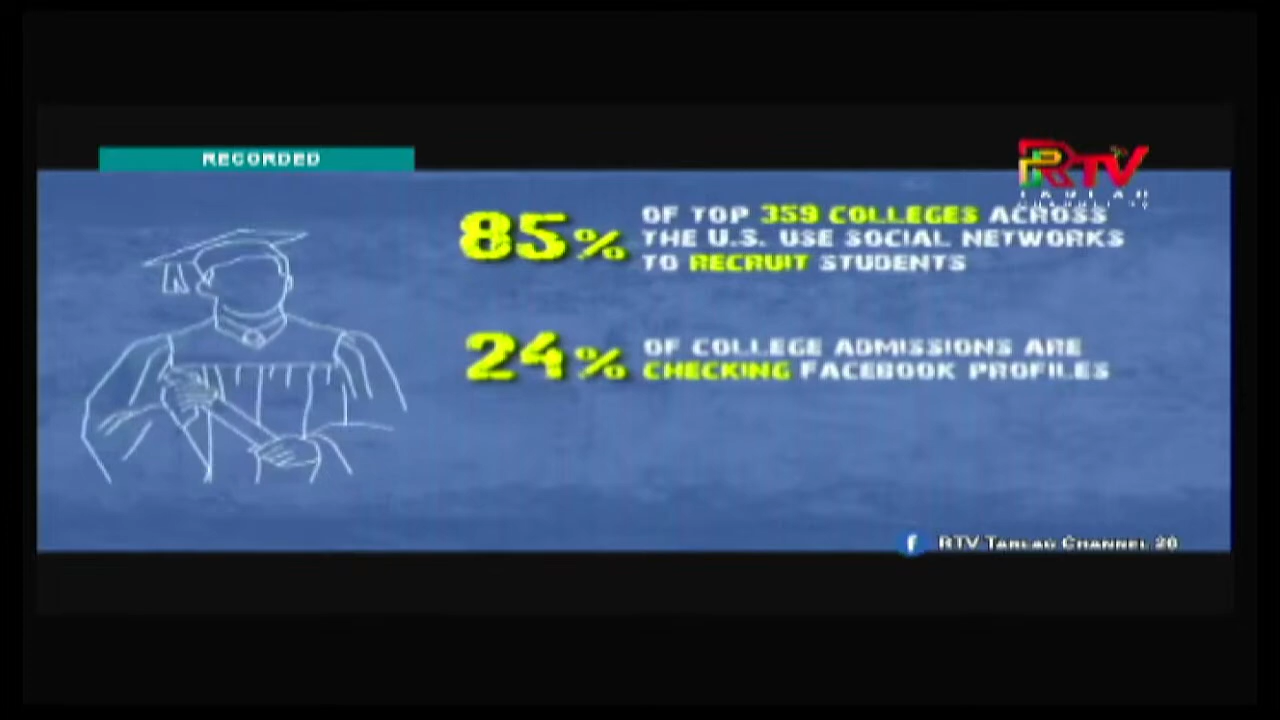 RECORDED
RTV
85% OF TOP 359 COLLEGES ACROSS
THE U.S. USE SOCIAL NETWORKS
TO RECRUIT STUDENTS
24% OF COLLEGE ADMISSIONS ARE
CHECKING FACEBOOK PROFILES
f RTV TARLAC CHANNEL 26